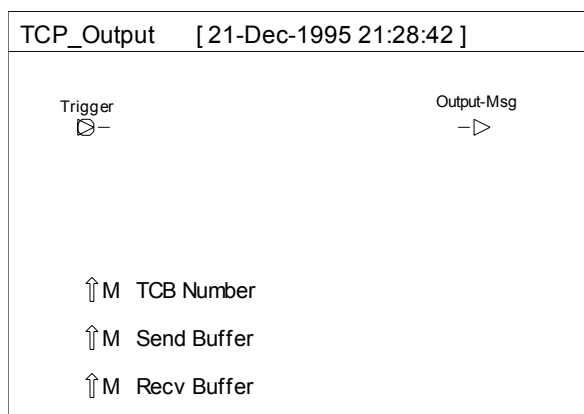 TCP_Output [ 21-Dec-1995 21:28:42 ]
Trigger Output-Msg
M TCB Number
M Send Buffer
M Recv Buffer